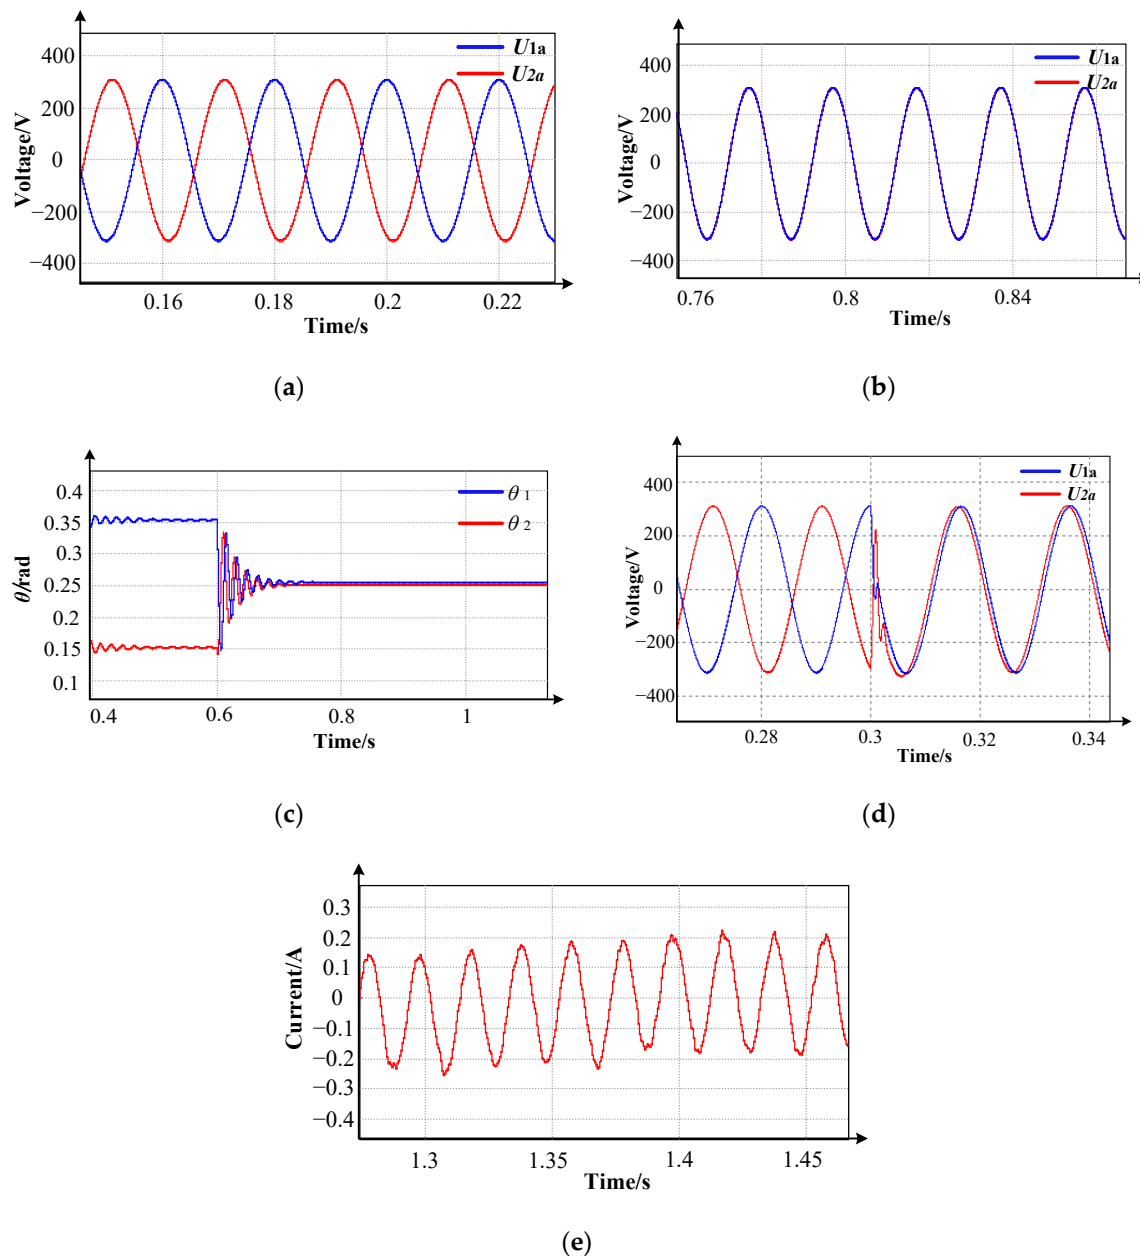 400
200
0
−200
−400
Voltage/V
U1a
U2a
0.16 0.18 0.2 0.22
Time/s
(a)
400
200
0
−200
−400
Voltage/V
U1a
U2a
0.76 0.8 0.84
Time/s
(b)
0.4
0.35
0.3
0.25
0.2
0.15
0.1
θ/rad
θ 1
θ 2
0.4 0.6 0.8 1
Time/s
(c)
400
200
0
−200
−400
Voltage/V
U1a
U2a
0.28 0.3 0.32 0.34
Time/s
(d)
0.3
0.2
0.1
0
−0.1
−0.2
−0.3
−0.4
Current/A
1.3 1.35 1.4 1.45
Time/s
(e)